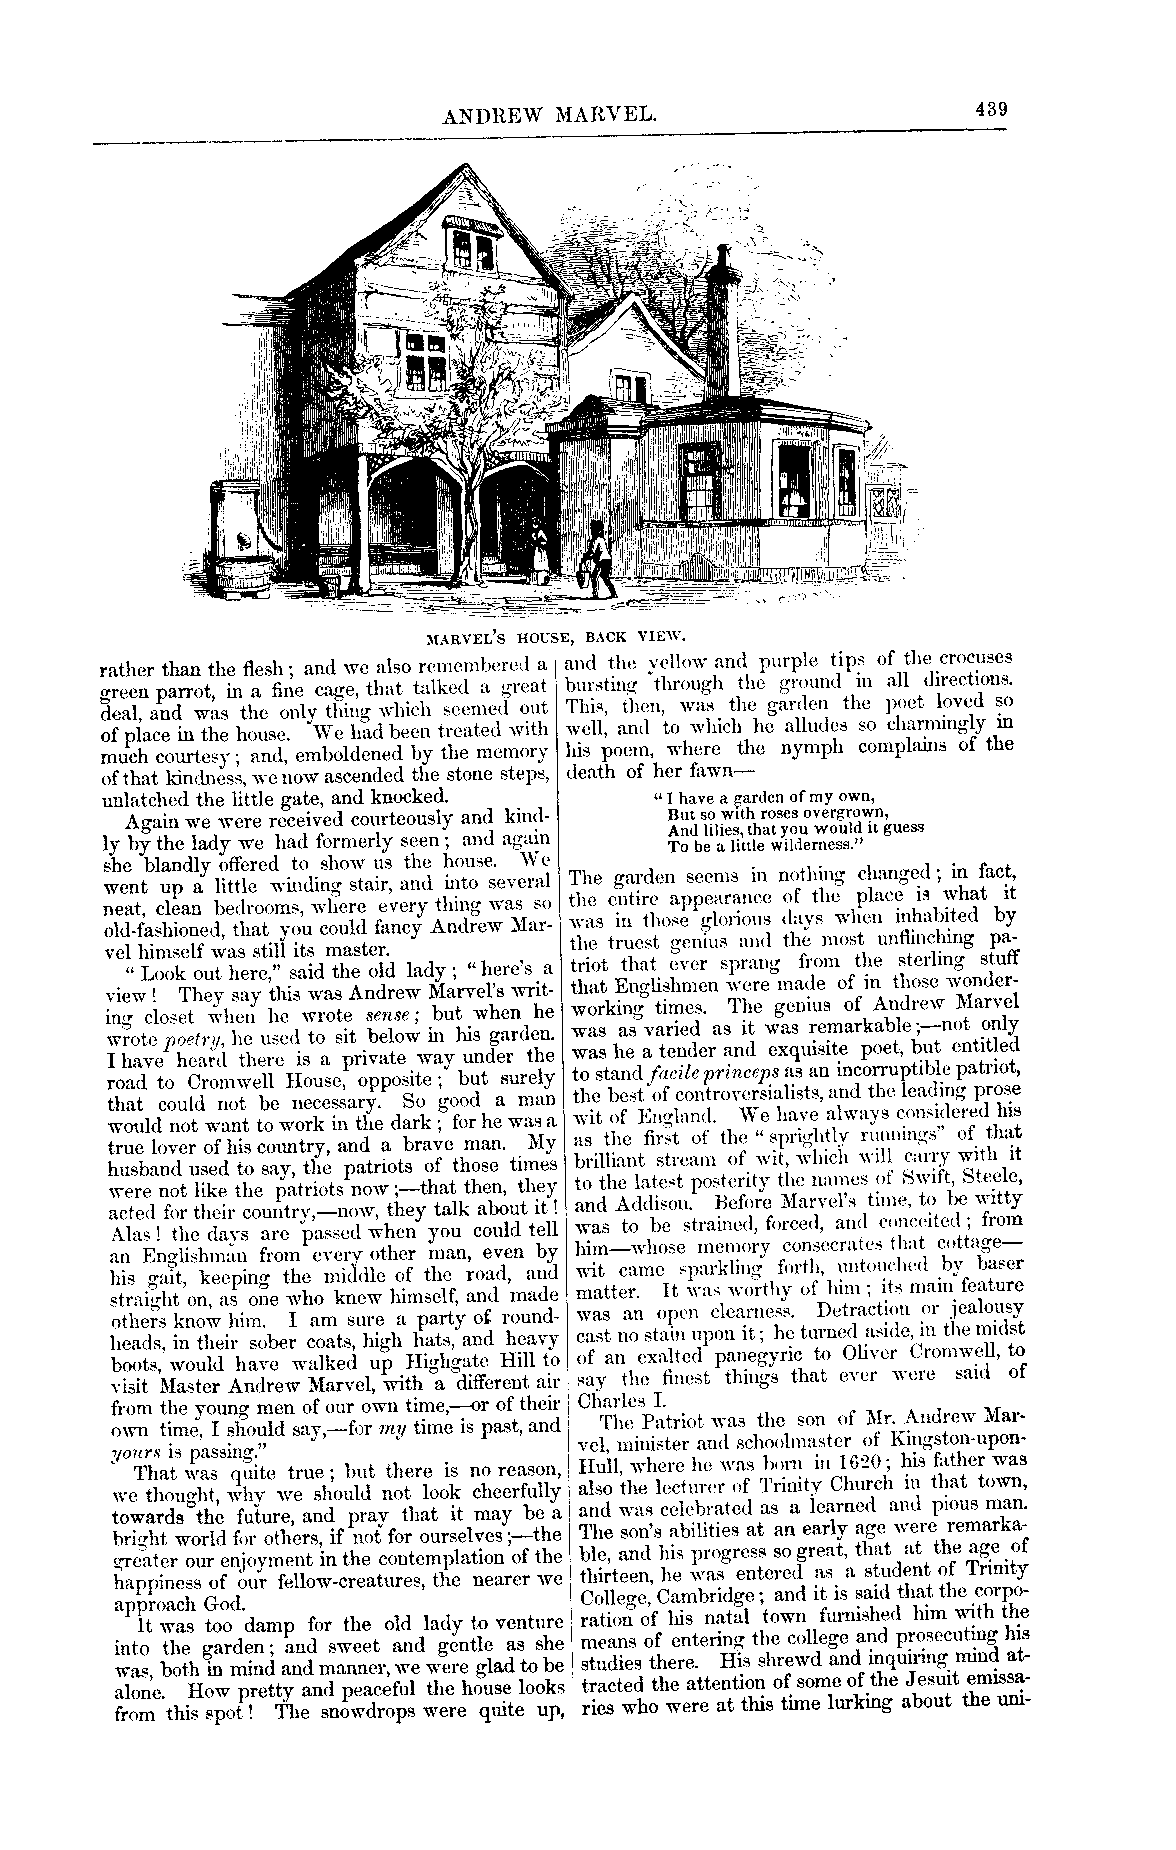 ANDREW MARVEL.
439
MARVEL'S HOUSE, BACK VIEW.
rather than the flesh; and we also remembered a
green parrot, in a fine cage, that talked a great
deal, and was the only thing which seemed out
of place in the house. We had been treated with
much courtesy; and, emboldened by the memory
of that kindness, we now ascended the stone steps,
unlatched the little gate, and knocked.
Again we were received courteously and kind-
ly by the lady we had formerly seen; and again
she blandly offered to show us the house. We
went up a little winding stair, and into several
neat, clean bedrooms, where every thing was so
old-fashioned, that you could fancy Andrew Mar-
vel himself was still its master.
"Look out here," said the old lady; "here's a
view! They say this was Andrew Marvel's writ-
ing closet when he wrote sense; but when he
wrote poetry, he used to sit below in his garden.
I have heard there is a private way under the
road to Cromwell House, opposite; but surely
that could not be necessary. So good a man
would not want to work in the dark; for he was a
true lover of his country, and a brave man. My
husband used to say, the patriots of those times
were not like the patriots now;—that then, they
acted for their country,—now, they talk about it!
Alas! the days are passed when you could tell
an Englishman from every other man, even by
his gait, keeping the middle of the road, and
straight on, as one who knew himself, and made
others know him. I am sure a party of round-
heads, in their sober coats, high hats, and heavy
boots, would have walked up Highgate Hill to
visit Master Andrew Marvel, with a different air
from the young men of our own time,—or of their
own time, I should say,—for my time is past, and
yours is passing."
That was quite true; but there is no reason,
we thought, why we should not look cheerfully
towards the future, and pray that it may be a
bright world for others, if not for ourselves;—the
greater our enjoyment in the contemplation of the
happiness of our fellow-creatures, the nearer we
approach God.
It was too damp for the old lady to venture
into the garden; and sweet and gentle as she
was, both in mind and manner, we were glad to be
alone. How pretty and peaceful the house looks
from this spot! The snowdrops were quite up,
and the yellow and purple tips of the crocuses
bursting through the ground in all directions.
This, then, was the garden the poet loved so
well, and to which he alludes so charmingly in
his poem, where the nymph complains of the
death of her fawn—
"I have a garden of my own,
But so with roses overgrown,
And lilies, that you would it guess
To be a little wilderness."
The garden seems in nothing changed; in fact,
the entire appearance of the place is what it
was in those glorious days when inhabited by
the truest genius and the most unflinching pa-
triot that ever sprang from the sterling stuff
that Englishmen were made of in those wonder-
working times. The genius of Andrew Marvel
was as varied as it was remarkable;—not only
was he a tender and exquisite poet, but entitled
to stand facile princeps as an incorruptible patriot,
the best of controversialists, and the leading prose
wit of England. We have always considered his
as the first of the "sprightly runnings" of that
brilliant stream of wit, which will carry with it
to the latest posterity the names of Swift, Steele,
and Addison. Before Marvel's time, to be witty
was to be strained, forced, and conceited; from
him—whose memory consecrates that cottage—
wit came sparkling forth, untouched by baser
matter. It was worthy of him; its main feature
was an open clearness. Detraction or jealousy
cast no stain upon it; he turned aside, in the midst
of an exalted panegyric to Oliver Cromwell, to
say the finest things that ever were said of
Charles I.
The Patriot was the son of Mr. Andrew Mar-
vel, minister and schoolmaster of Kingston-upon-
Hull, where he was born in 1620; his father was
also the lecturer of Trinity Church in that town,
and was celebrated as a learned and pious man.
The son's abilities at an early age were remarka-
ble, and his progress so great, that at the age of
thirteen, he was entered as a student of Trinity
College, Cambridge; and it is said that the corpo-
ration of his natal town furnished him with the
means of entering the college and prosecuting his
studies there. His shrewd and inquiring mind at-
tracted the attention of some of the Jesuit emissa-
ries who were at this time lurking about the uni-